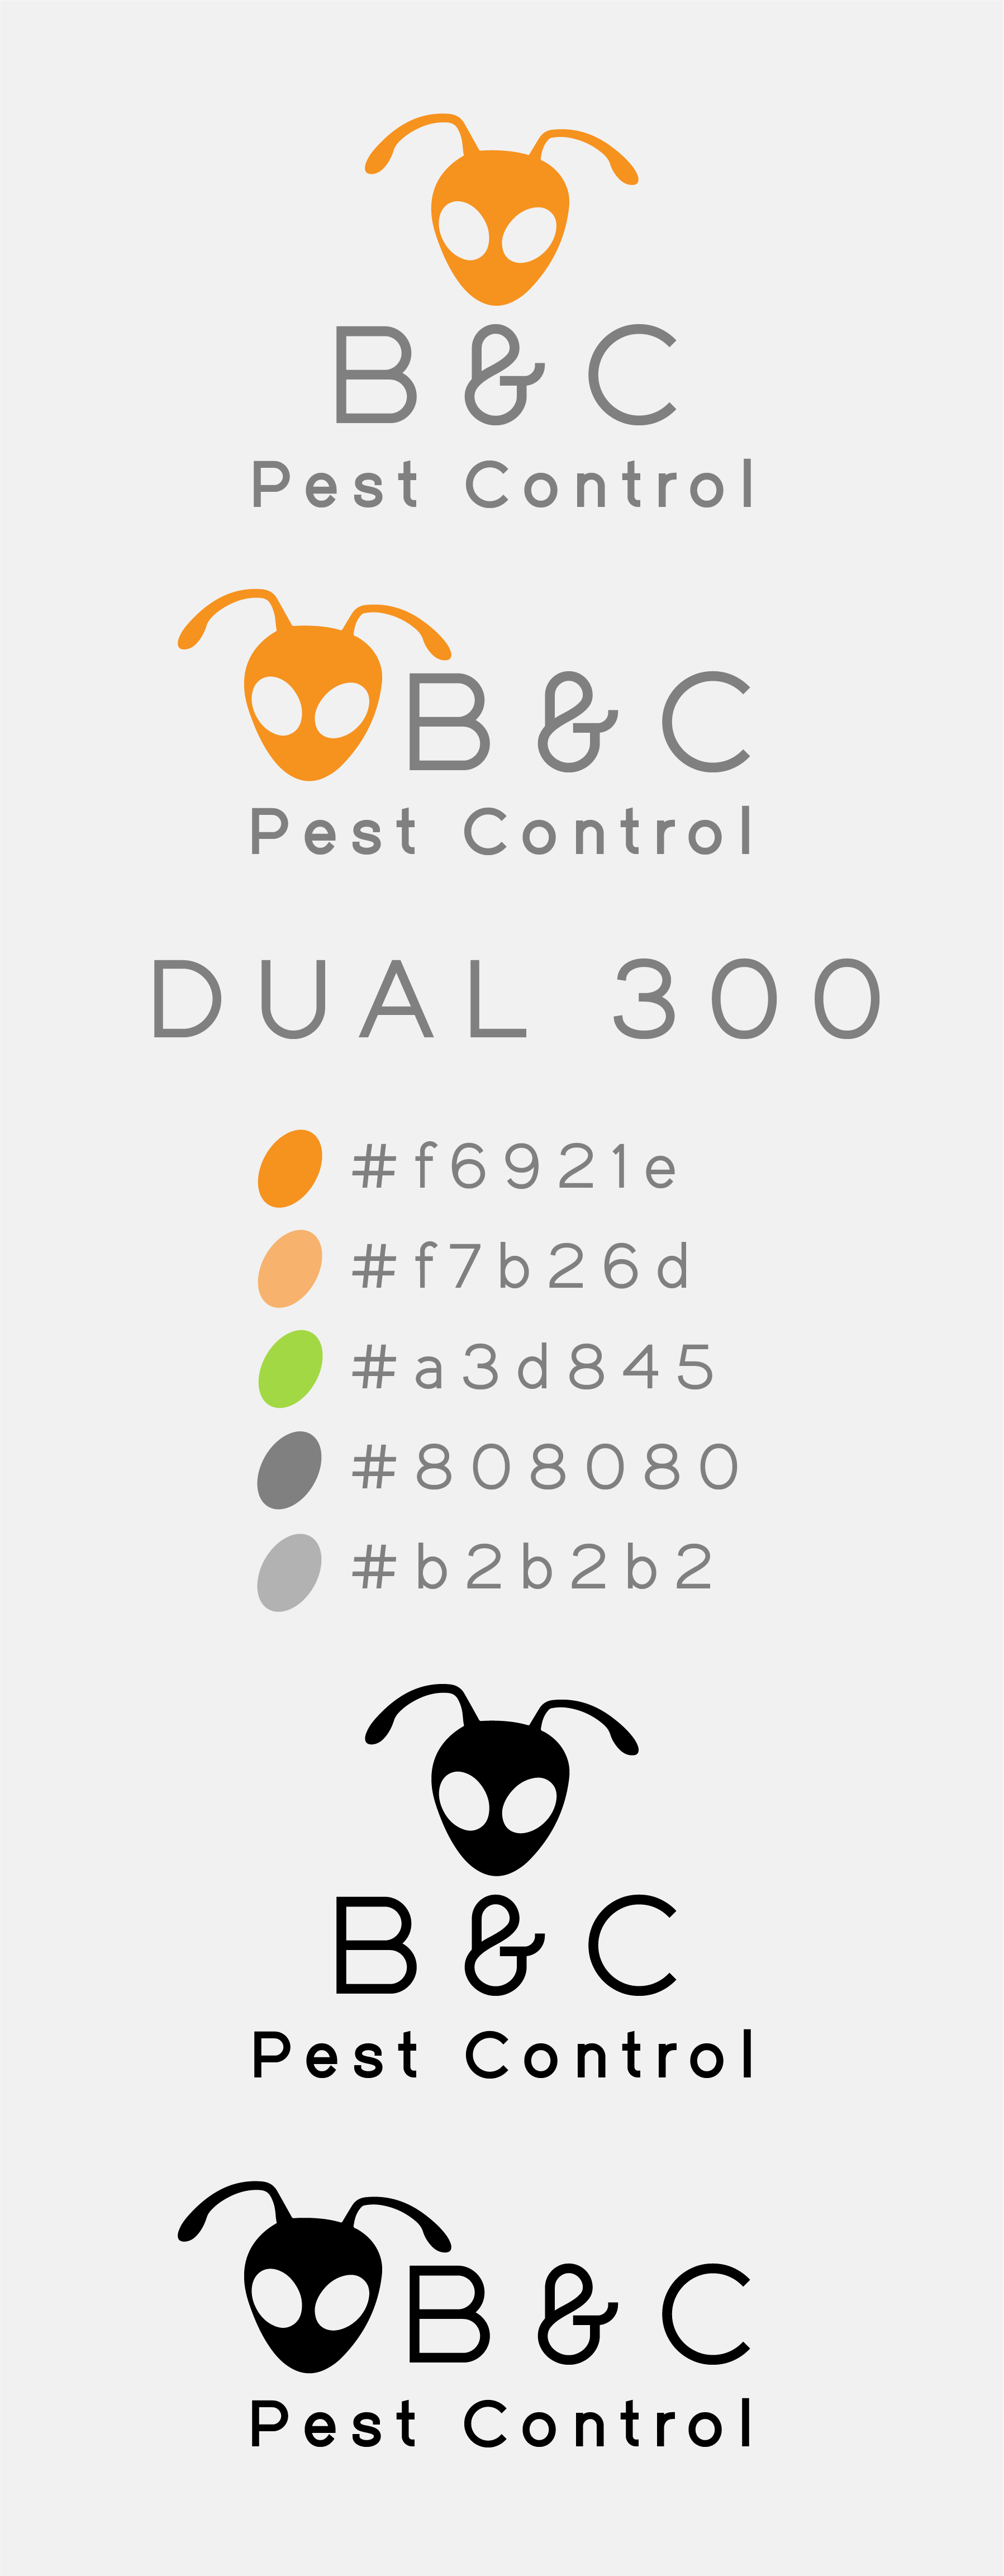 B & C
Pest Control
B & C
Pest Control
DUAL 300
#f6921e
#f7b26d
#a3d845
#808080
#b2b2b2
B & C
Pest Control
B & C
Pest Control